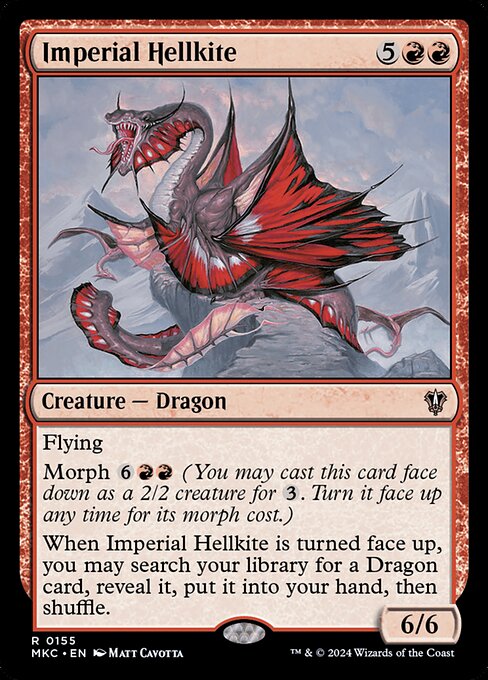 Imperial Hellkite 5
Creature — Dragon
Flying
Morph 6 (You may cast this card face
down as a 2/2 creature for 3. Turn it face up
any time for its morph cost.)
When Imperial Hellkite is turned face up,
you may search your library for a Dragon
card, reveal it, put it into your hand, then
shuffle.
6/6
R 0155
MKC • EN Matt Cavotta
™ & © 2024 Wizards of the Coast